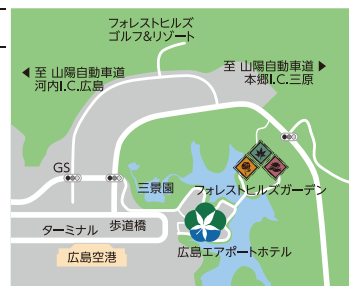 フォレストヒルズ
ゴルフ&リゾート
◀ 至 山陽自動車道
河内I.C.広島
至 山陽自動車道 ▶
本郷I.C.三原
GS
三景園
フォレストヒルズガーデン
ターミナル
歩道橋
広島エアポートホテル
広島空港